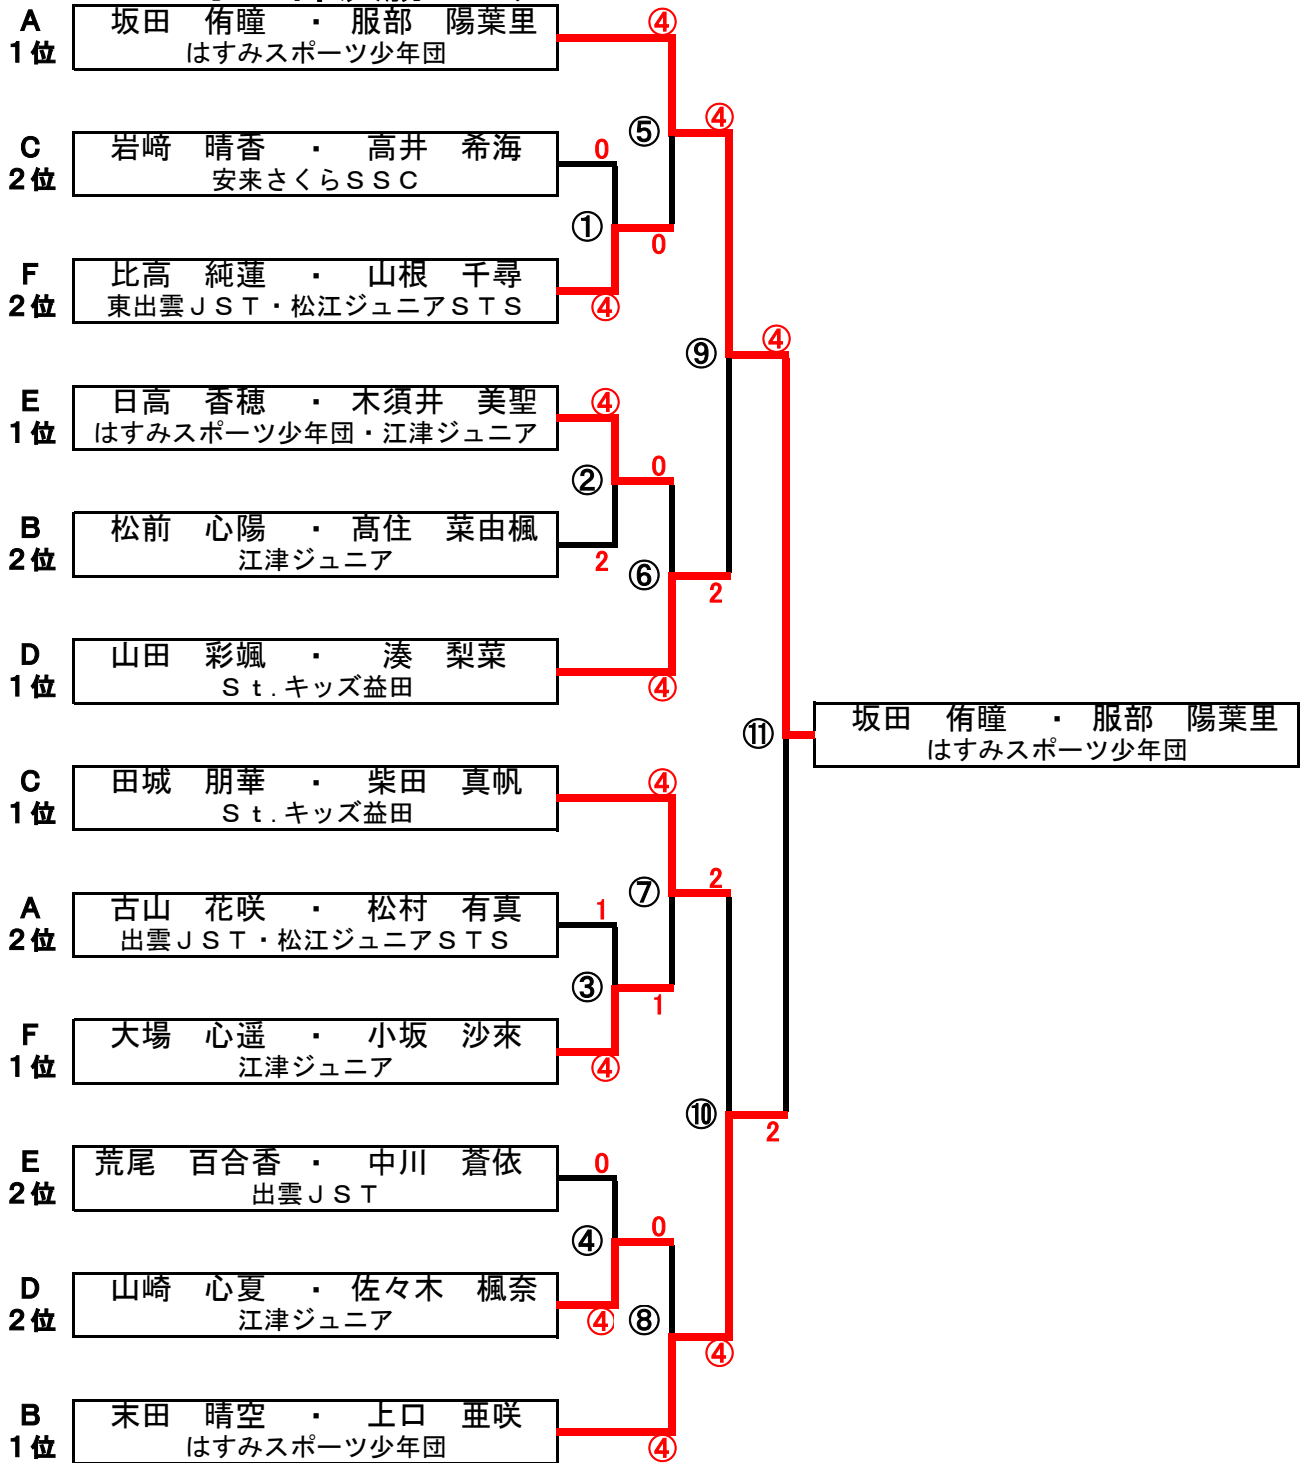 A
1位
坂田　侑瞳　・　服部　陽葉里
はすみスポーツ少年団
④
⑤
④
C
2位
岩﨑　晴香　・　高井　希海
安来さくらＳＳＣ
0
①
0
F
2位
比高　純蓮　・　山根　千尋
東出雲ＪＳＴ・松江ジュニアＳＴＳ
④
⑨
④
E
1位
日高　香穂　・　木須井　美聖
はすみスポーツ少年団・江津ジュニア
④
②
0
B
2位
松前　心陽　・　髙住　菜由楓
江津ジュニア
2
⑥
2
D
1位
山田　彩颯　・　湊　梨菜
Ｓｔ.キッズ益田
④
⑪
坂田　侑瞳　・　服部　陽葉里
はすみスポーツ少年団
C
1位
田城　朋華　・　柴田　真帆
Ｓｔ.キッズ益田
④
⑦
2
A
2位
古山　花咲　・　松村　有真
出雲ＪＳＴ・松江ジュニアＳＴＳ
1
③
1
F
1位
大場　心遥　・　小坂　沙來
江津ジュニア
④
⑩
2
E
2位
荒尾　百合香　・　中川　蒼依
出雲ＪＳＴ
0
④
0
D
2位
山崎　心夏　・　佐々木　楓奈
江津ジュニア
④
⑧
④
B
1位
末田　晴空　・　上口　亜咲
はすみスポーツ少年団
④